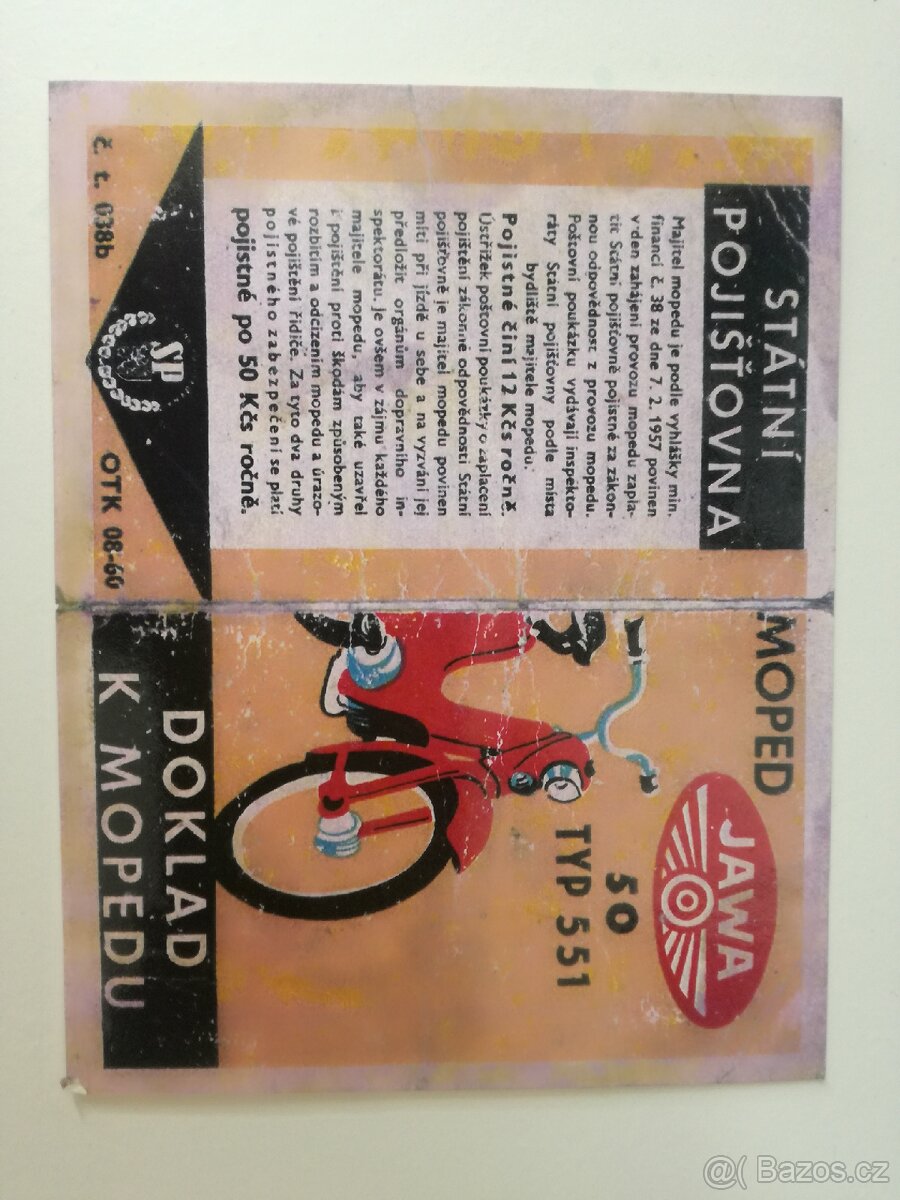 STÁTNÍ
POJIŠŤOVNA
Majitel mopedu je podle vyhlášky min.
financí č. 38 ze dne 7. 2. 1957 povinen
v den zahájení provozu mopedu zapla-
tit Státní pojišťovně pojistné za zákon-
nou odpovědnost z provozu mopedu.
Poštovní poukázku vydávají inspekto-
ráty Státní pojišťovny podle místa
bydliště majitele mopedu.
Pojistné činí 12 Kčs ročně.
Ústřižek poštovní poukázky o zaplacení
pojištění zákonné odpovědnosti Státní
pojišťovně je majitel mopedu povinen
míti při jízdě u sebe a na vyzvání jej
předložit orgánům dopravního in-
spektorátu. Je ovšem v zájmu každého
majitele mopedu, aby také uzavřel
i pojištění proti škodám způsobeným
rozbitím a odcizením mopedu a úrazo-
vé pojištění řidiče. Za tyto dva druhy
pojistného zabezpečení se platí
pojistné po 50 Kčs ročně.
SP
č. t. 038b
OTK 08-60
MOPED
JAWA
50
TYP 551
DOKLAD
K MOPEDU
@( Bazos.cz